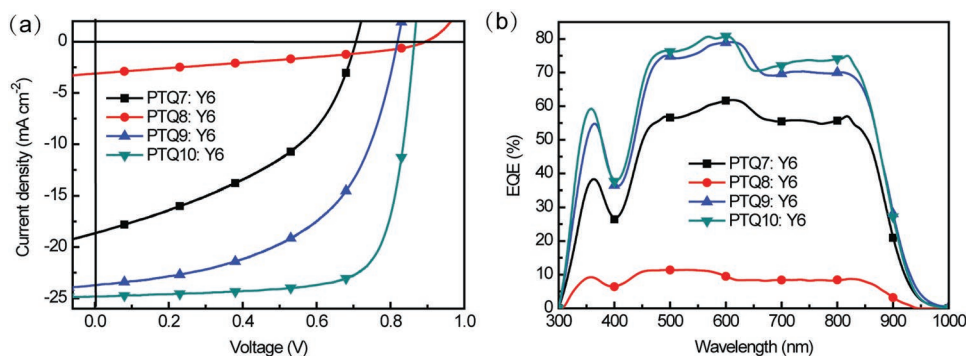 (a)
0
-5
-10
-15
-20
-25
Current density (mA cm-2)
PTQ7: Y6
PTQ8: Y6
PTQ9: Y6
PTQ10: Y6
0.0 0.2 0.4 0.6 0.8 1.0
Voltage (V)
(b)
80
70
60
50
40
30
20
10
0
EQE (%)
PTQ7: Y6
PTQ8: Y6
PTQ9: Y6
PTQ10: Y6
300 400 500 600 700 800 900 1000
Wavelength (nm)